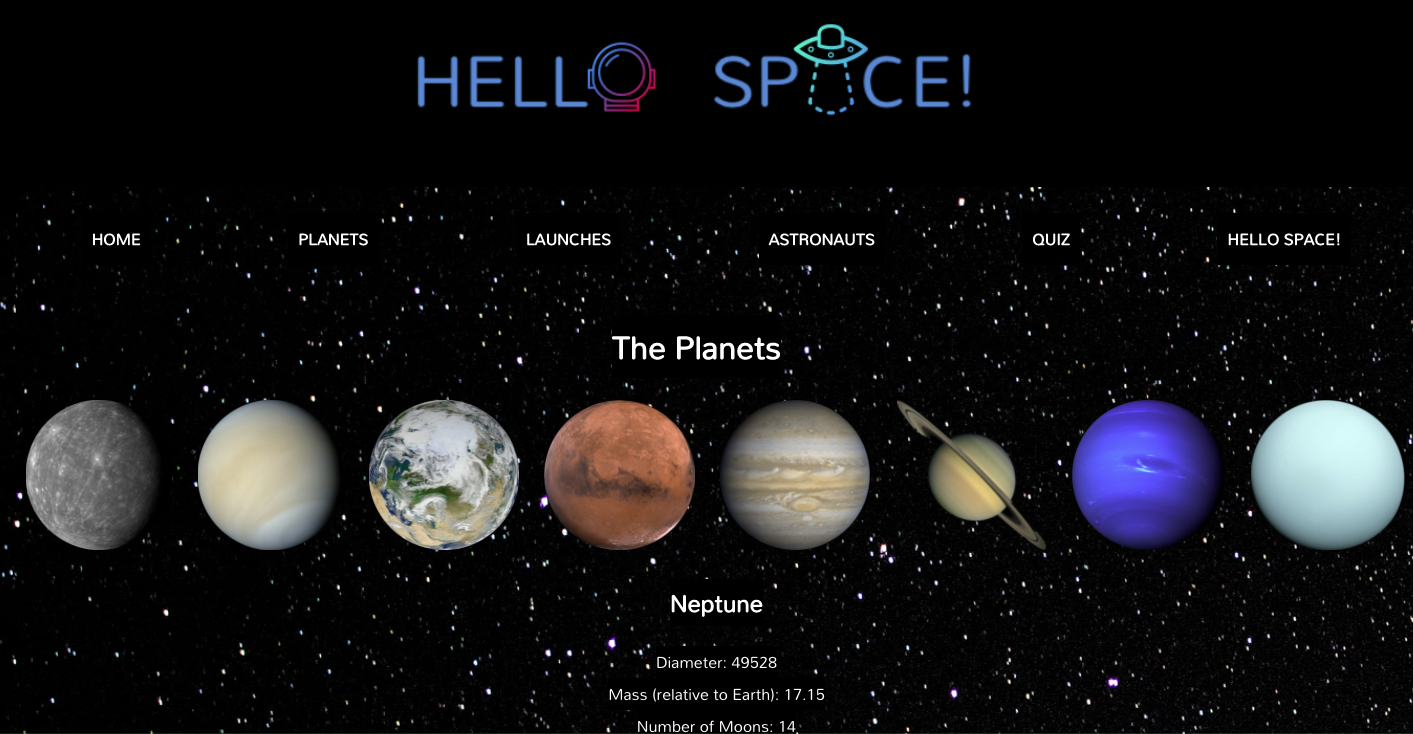 HELLO SPACE!
HOME PLANETS LAUNCHES ASTRONAUTS QUIZ HELLO SPACE!
The Planets
Neptune
Diameter: 49528
Mass (relative to Earth): 17.15
Number of Moons: 14